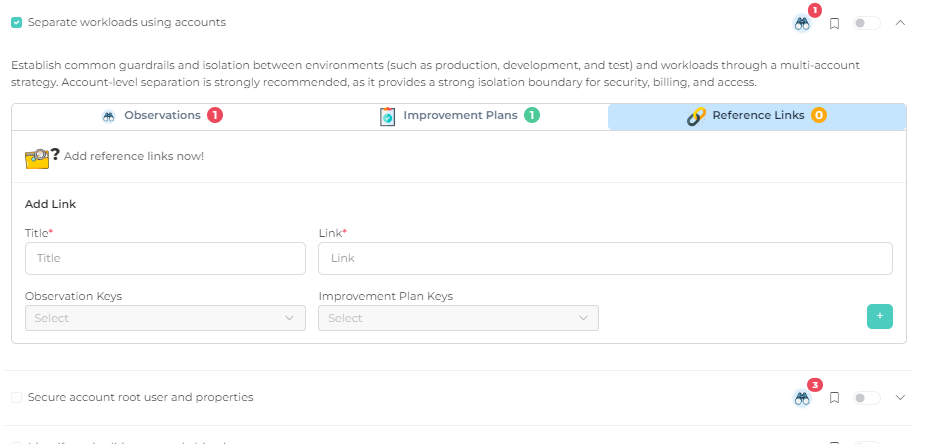 Separate workloads using accounts
1
Establish common guardrails and isolation between environments (such as production, development, and test) and workloads through a multi-account
strategy. Account-level separation is strongly recommended, as it provides a strong isolation boundary for security, billing, and access.
Observations 1
Improvement Plans 1
Reference Links 0
? Add reference links now!
Add Link
Title*
Link*
Title
Link
Observation Keys
Improvement Plan Keys
Select
Select
+
Secure account root user and properties
3